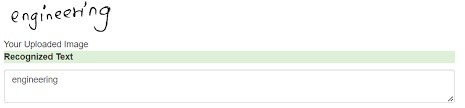 engineering
Your Uploaded Image
Recognized Text
engineering